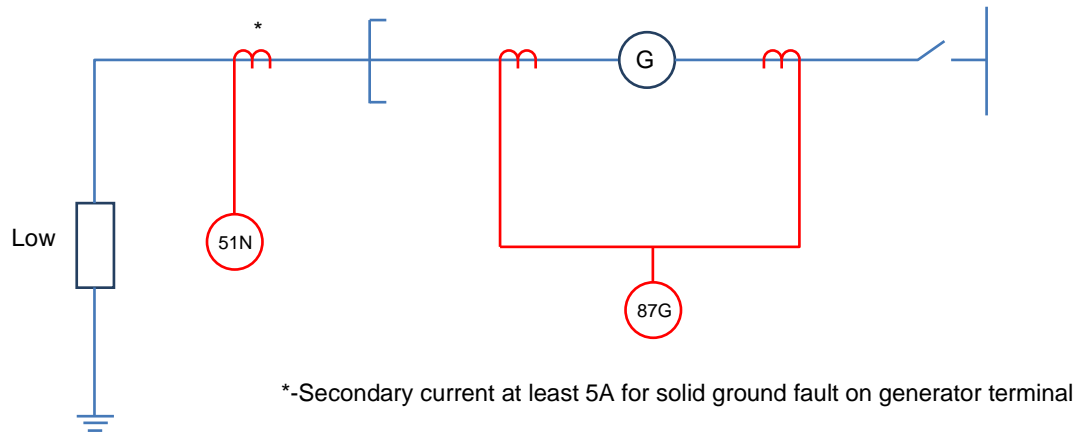 *
G
Low
51N
87G
*-Secondary current at least 5A for solid ground fault on generator terminal